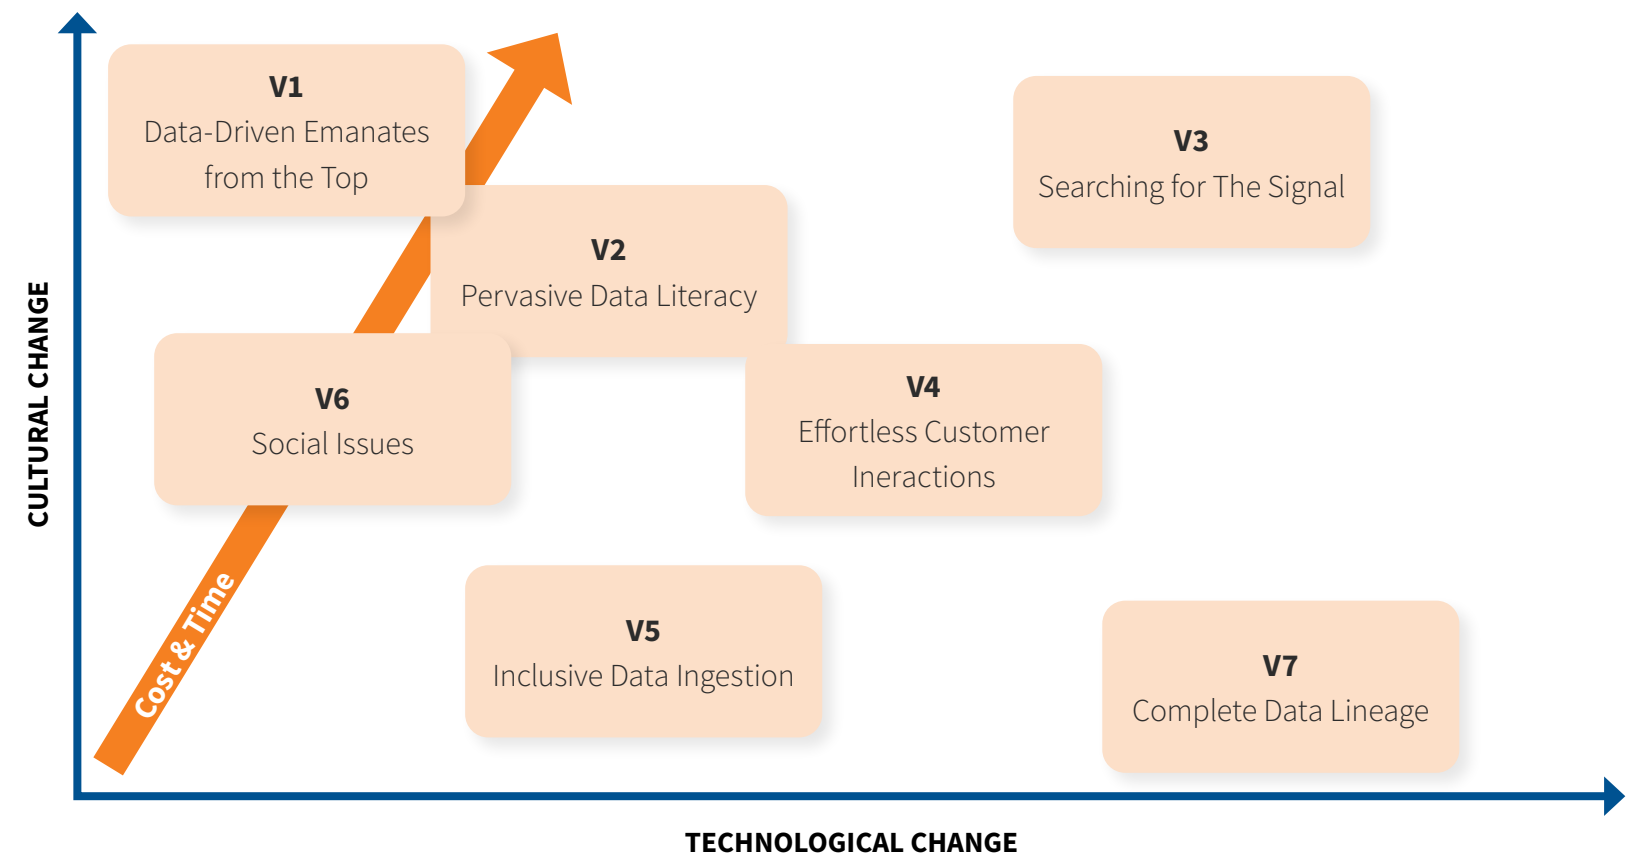 V1
Data-Driven Emanates
from the Top
V3
Searching for The Signal
V2
Pervasive Data Literacy
V6
Social Issues
V4
Effortless Customer
Ineractions
V5
Inclusive Data Ingestion
V7
Complete Data Lineage
Cost & Time
CULTURAL CHANGE
TECHNOLOGICAL CHANGE